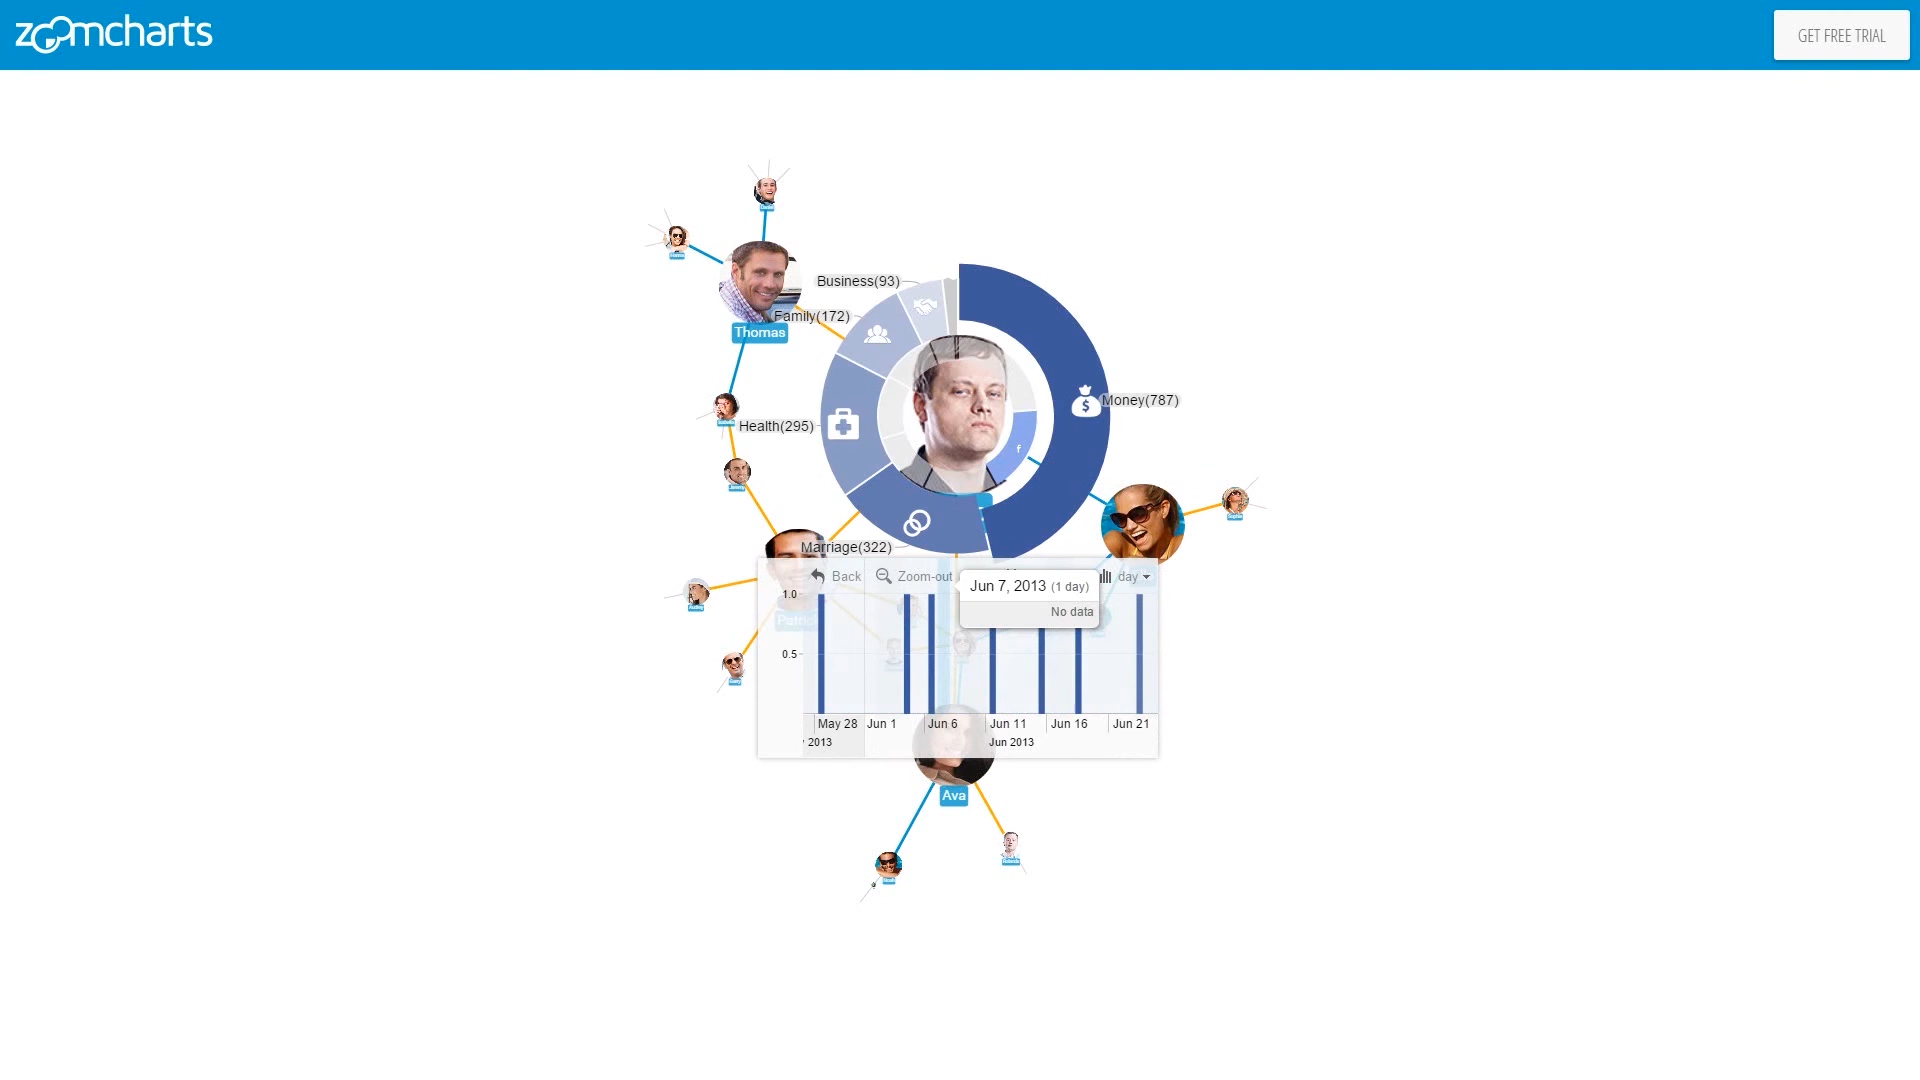 zoomcharts
GET FREE TRIAL
Business(93)
Family(172)
Thomas
Money(787)
Health(295)
f
Marriage(322)
Back
Zoom-out
Jun 7, 2013 (1 day)
No data
day
1.0
0.5
May 28
Jun 1
Jun 6
Jun 11
Jun 16
Jun 21
2013
Jun 2013
Ava